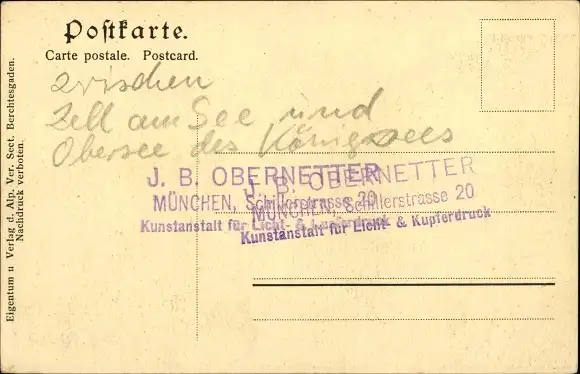 Postkarte.
Carte postale. Postcard.
zwischen
Zell am See und
Obersee des Königssees
J. B. OBERNETTER
MÜNCHEN, Schillerstrasse 20
Kunstanstalt für Licht- & Kupferdruck
J. B. OBERNETTER
MÜNCHEN, Schillerstrasse 20
Kunstanstalt für Licht- & Kupferdruck
Eigentum u Verlag d. Alp. Ver. Sect. Berchtesgaden.
Nachdruck verboten.